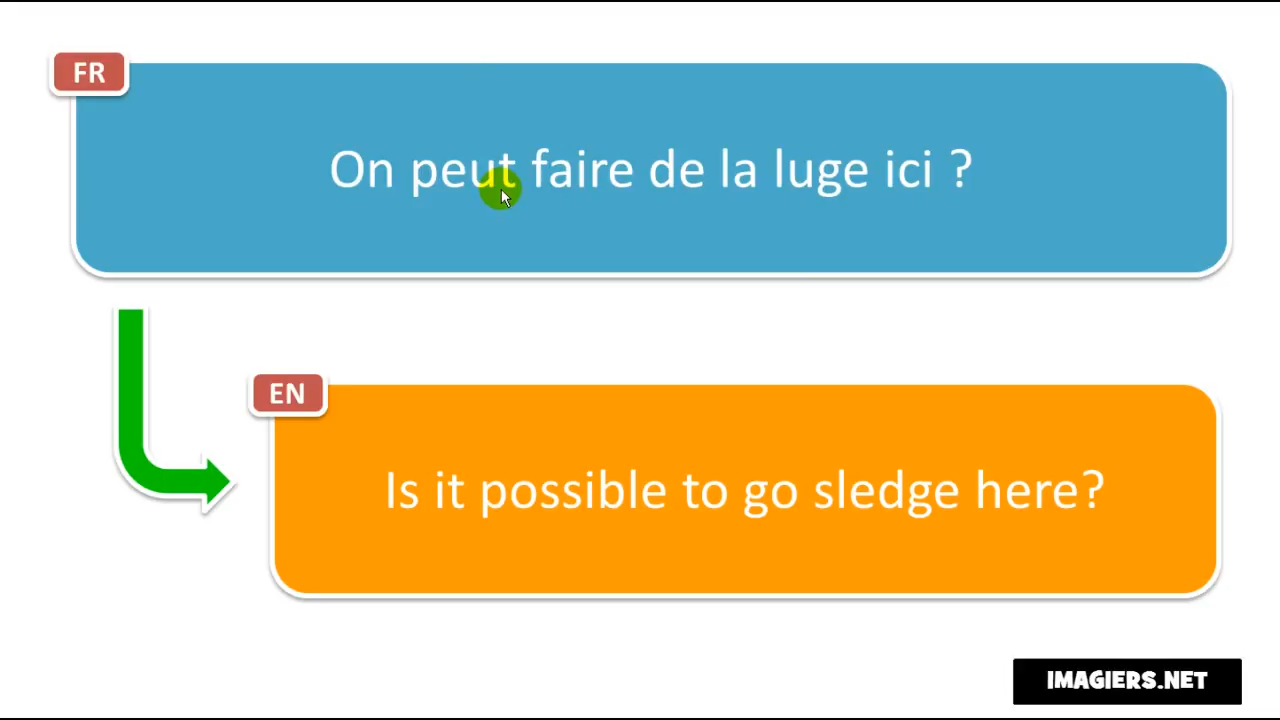 FR
On peut faire de la luge ici ?
EN
Is it possible to go sledge here?
IMAGIERS.NET